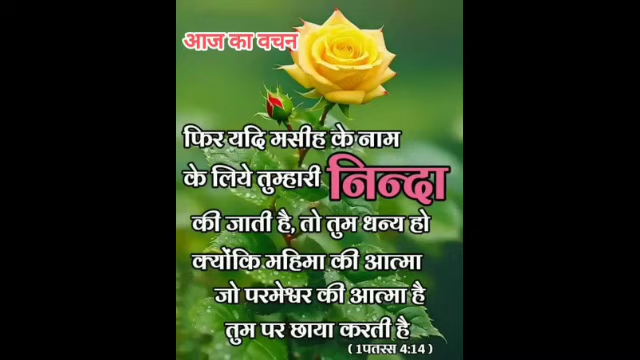 आज का वचन
फिर यदि मसीह के नाम
के लिये तुम्हारी निन्दा
की जाती है, तो तुम धन्य हो
क्योंकि महिमा की आत्मा
जो परमेश्वर की आत्मा है
तुम पर छाया करती है
( 1पतरस 4:14 )